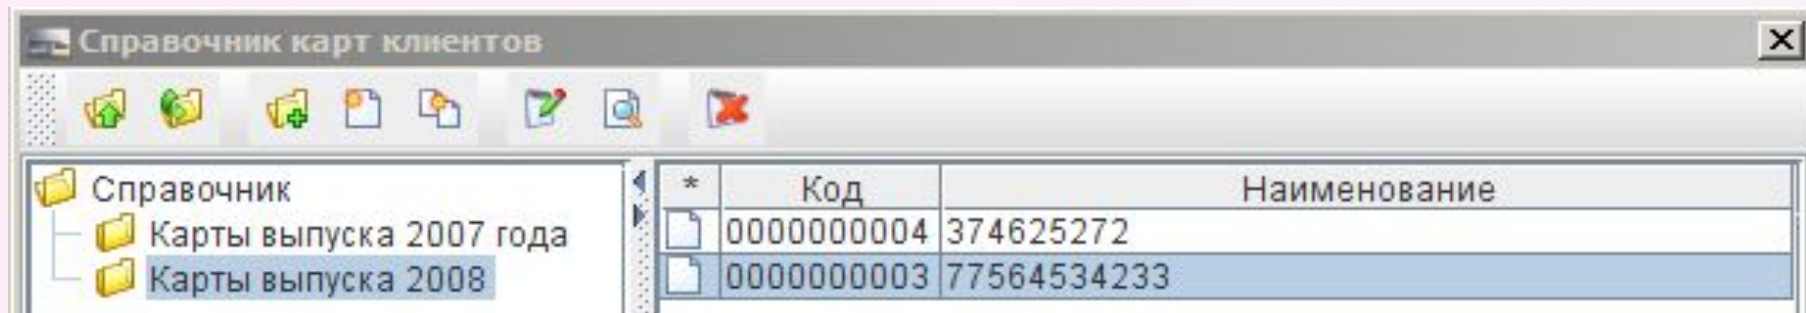 Справочник карт клиентов
Справочник
Карты выпуска 2007 года
Карты выпуска 2008
* Код Наименование
0000000004 374625272
0000000003 77564534233